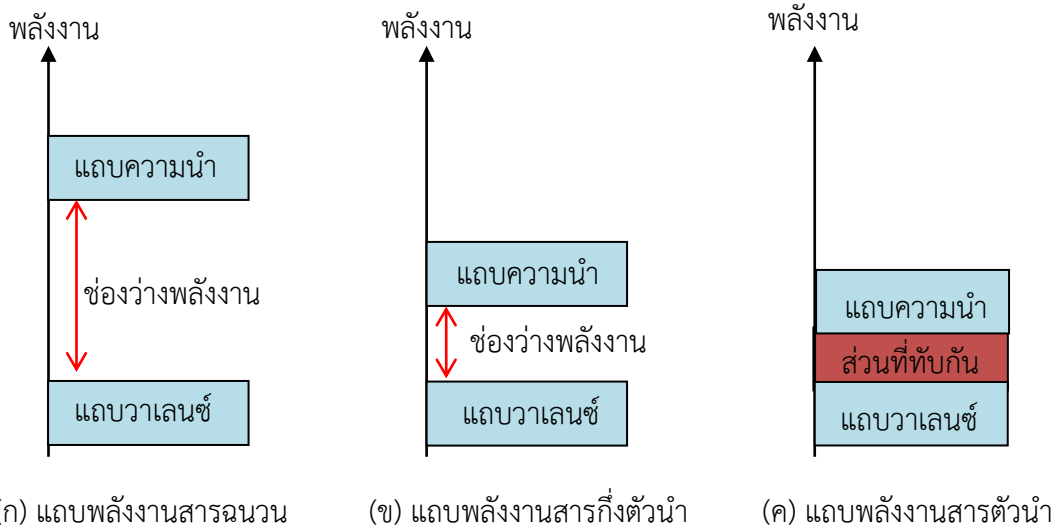 พลังงาน
แถบความนำ
ช่องว่างพลังงาน
แถบวาเลนซ์
(ก) แถบพลังงานสารฉนวน
พลังงาน
แถบความนำ
ช่องว่างพลังงาน
แถบวาเลนซ์
(ข) แถบพลังงานสารกึ่งตัวนำ
พลังงาน
แถบความนำ
ส่วนที่ทับกัน
แถบวาเลนซ์
(ค) แถบพลังงานสารตัวนำ